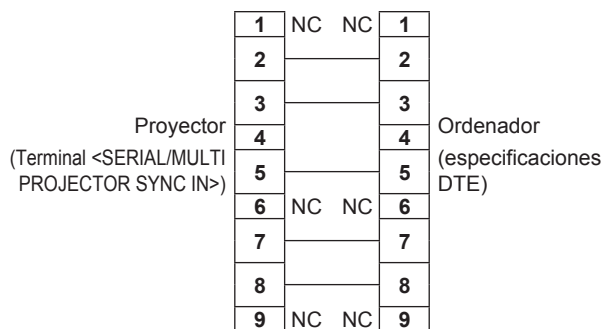 1 NC NC 1
2 2
3 3
Proyector
4 4
Ordenador
(Terminal <SERIAL/MULTI
PROJECTOR SYNC IN>)
(especificaciones
DTE)
5 5
6 NC NC 6
7 7
8 8
9 NC NC 9